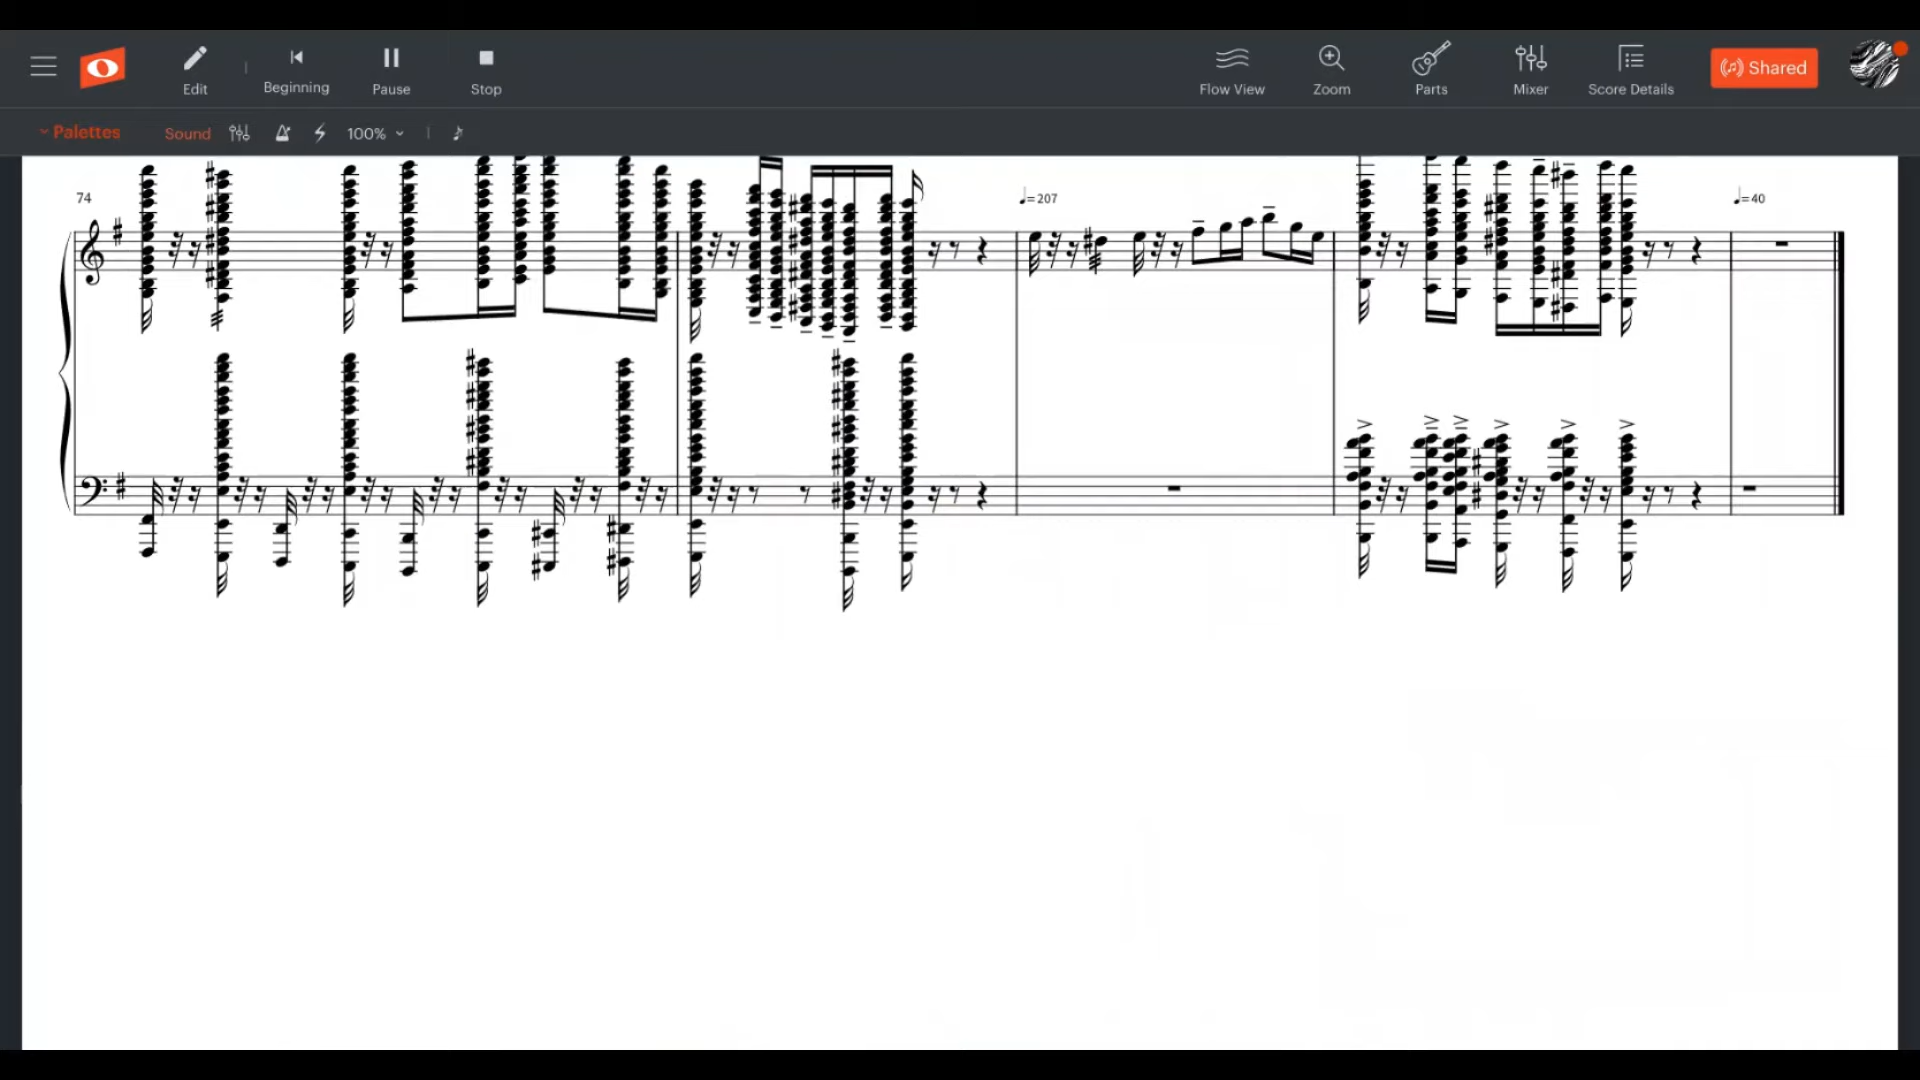 Edit
Beginning
Pause
Stop
Flow View
Zoom
Parts
Mixer
Score Details
Shared
Palettes
Sound
100%
74
=207
=40